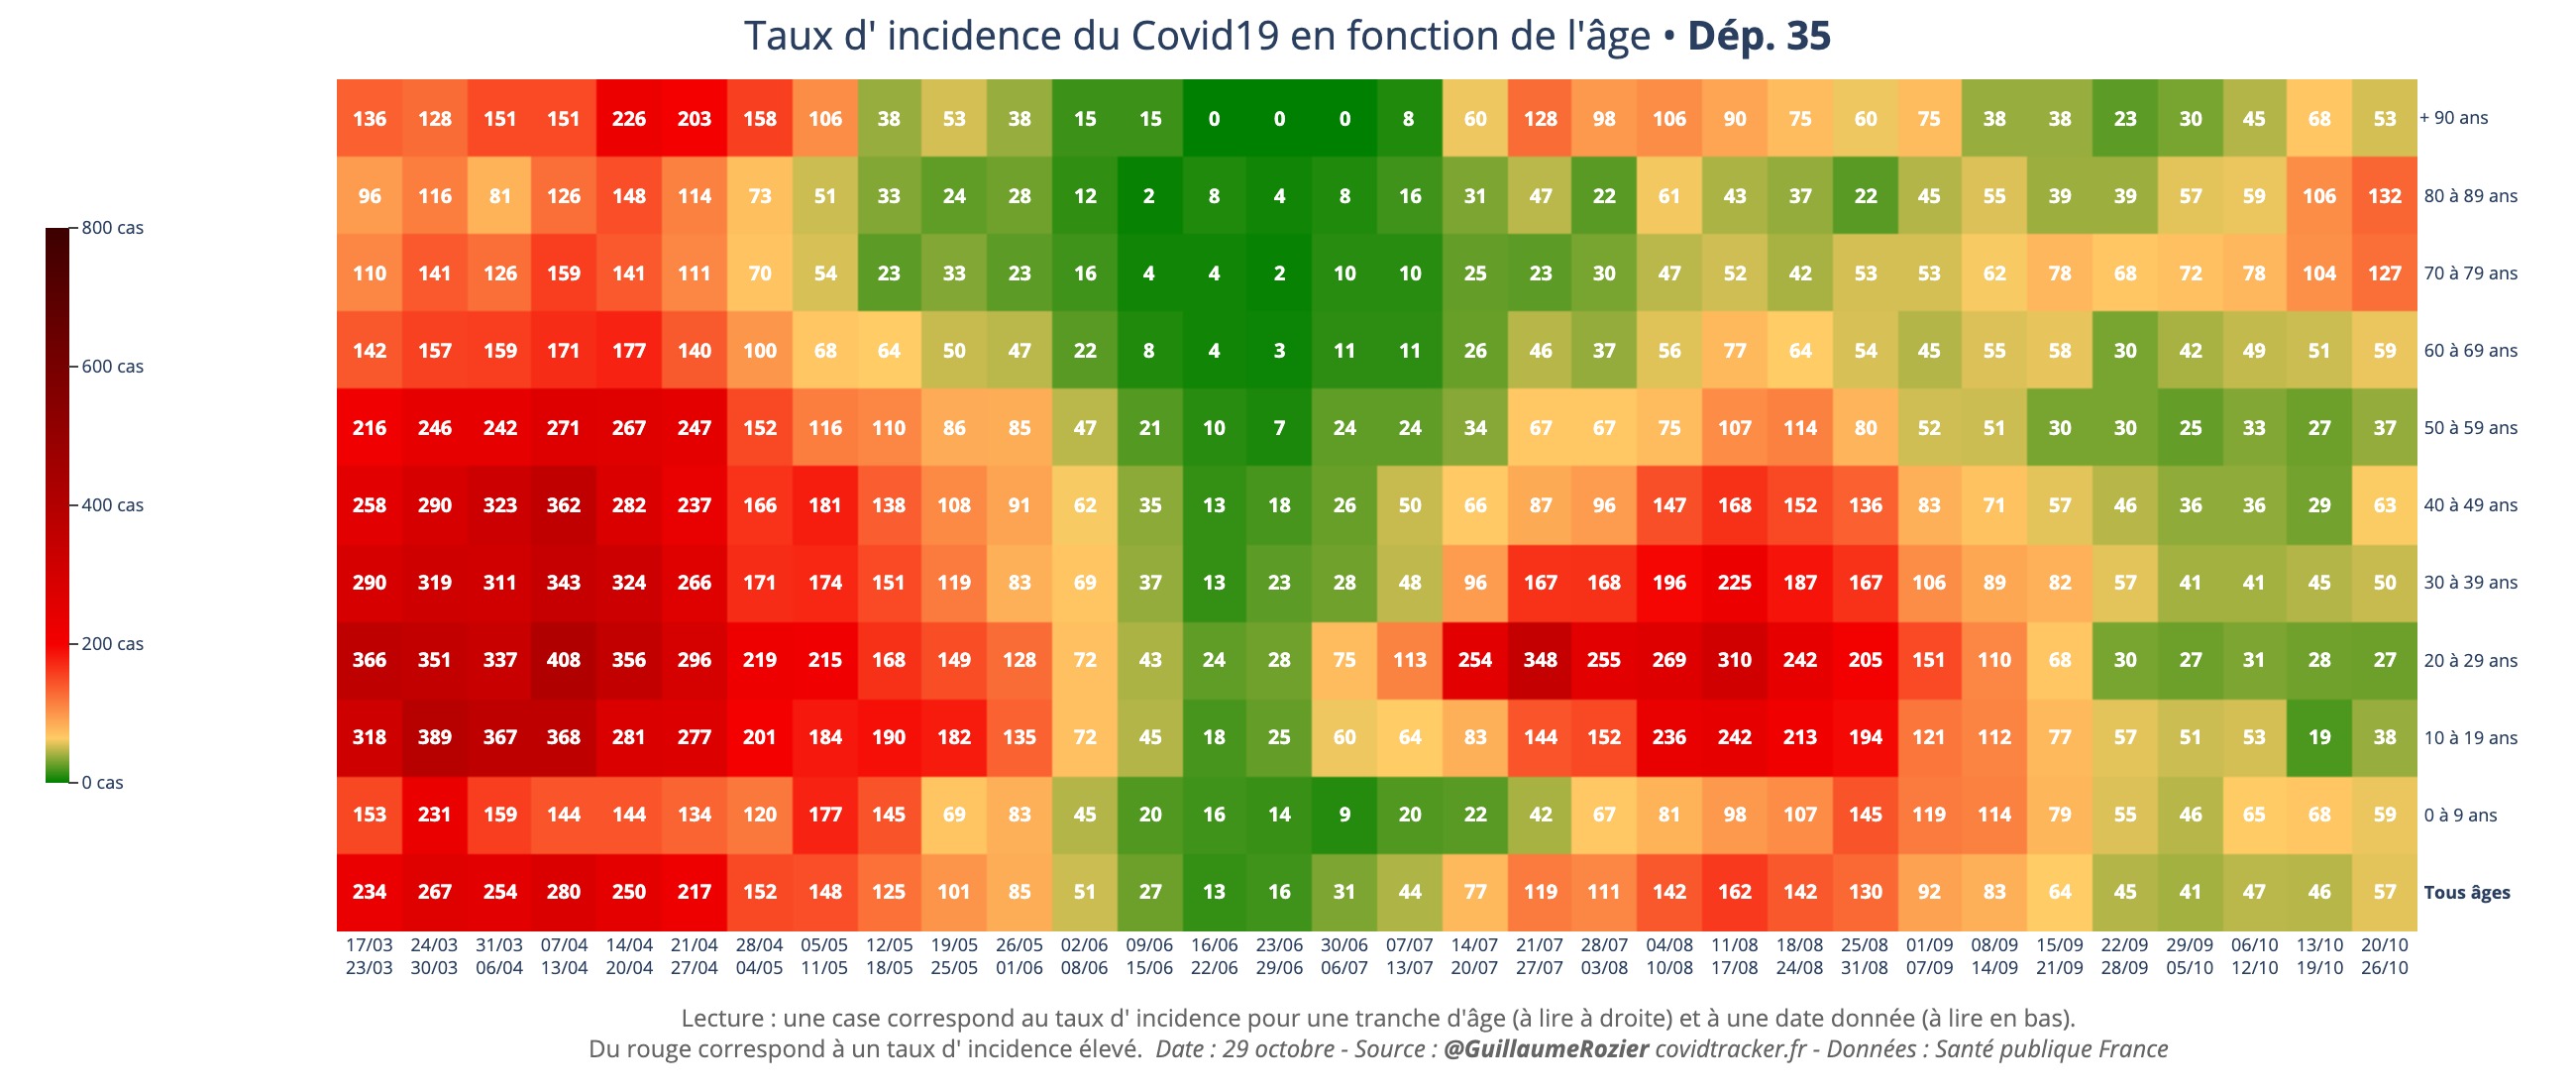 Taux d' incidence du Covid19 en fonction de l'âge • Dép. 35
136 128 151 151 226 203 158 106 38 53 38 15 15 0 0 0 8 60 128 98 106 90 75 60 75 38 38 23 30 45 68 53 + 90 ans
96 116 81 126 148 114 73 51 33 24 28 12 2 8 4 8 16 31 47 22 61 43 37 22 45 55 39 39 57 59 106 132 80 à 89 ans
800 cas
110 141 126 159 141 111 70 54 23 33 23 16 4 4 2 10 10 25 23 30 47 52 42 53 53 62 78 68 72 78 104 127 70 à 79 ans
142 157 159 171 177 140 100 68 64 50 47 22 8 4 3 11 11 26 46 37 56 77 64 54 45 55 58 30 42 49 51 59 60 à 69 ans
600 cas
216 246 242 271 267 247 152 116 110 86 85 47 21 10 7 24 24 34 67 67 75 107 114 80 52 51 30 30 25 33 27 37 50 à 59 ans
400 cas
258 290 323 362 282 237 166 181 138 108 91 62 35 13 18 26 50 66 87 96 147 168 152 136 83 71 57 46 36 36 29 63 40 à 49 ans
290 319 311 343 324 266 171 174 151 119 83 69 37 13 23 28 48 96 167 168 196 225 187 167 106 89 82 57 41 41 45 50 30 à 39 ans
200 cas
366 351 337 408 356 296 219 215 168 149 128 72 43 24 28 75 113 254 348 255 269 310 242 205 151 110 68 30 27 31 28 27 20 à 29 ans
318 389 367 368 281 277 201 184 190 182 135 72 45 18 25 60 64 83 144 152 236 242 213 194 121 112 77 57 51 53 19 38 10 à 19 ans
0 cas
153 231 159 144 144 134 120 177 145 69 83 45 20 16 14 9 20 22 42 67 81 98 107 145 119 114 79 55 46 65 68 59 0 à 9 ans
234 267 254 280 250 217 152 148 125 101 85 51 27 13 16 31 44 77 119 111 142 162 142 130 92 83 64 45 41 47 46 57 Tous âges
17/03 24/03 31/03 07/04 14/04 21/04 28/04 05/05 12/05 19/05 26/05 02/06 09/06 16/06 23/06 30/06 07/07 14/07 21/07 28/07 04/08 11/08 18/08 25/08 01/09 08/09 15/09 22/09 29/09 06/10 13/10 20/10
23/03 30/03 06/04 13/04 20/04 27/04 04/05 11/05 18/05 25/05 01/06 08/06 15/06 22/06 29/06 06/07 13/07 20/07 27/07 03/08 10/08 17/08 24/08 31/08 07/09 14/09 21/09 28/09 05/10 12/10 19/10 26/10
Lecture : une case correspond au taux d' incidence pour une tranche d'âge (à lire à droite) et à une date donnée (à lire en bas).
Du rouge correspond à un taux d' incidence élevé. Date : 29 octobre - Source : @GuillaumeRozier covidtracker.fr - Données : Santé publique France